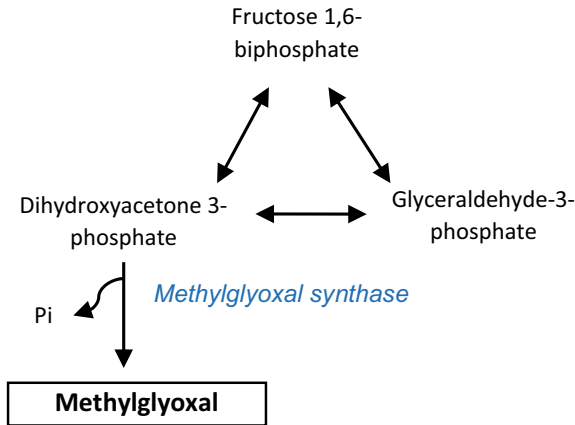 Fructose 1,6-
biphosphate
Dihydroxyacetone 3-
phosphate
Glyceraldehyde-3-
phosphate
Methylglyoxal synthase
Pi
Methylglyoxal